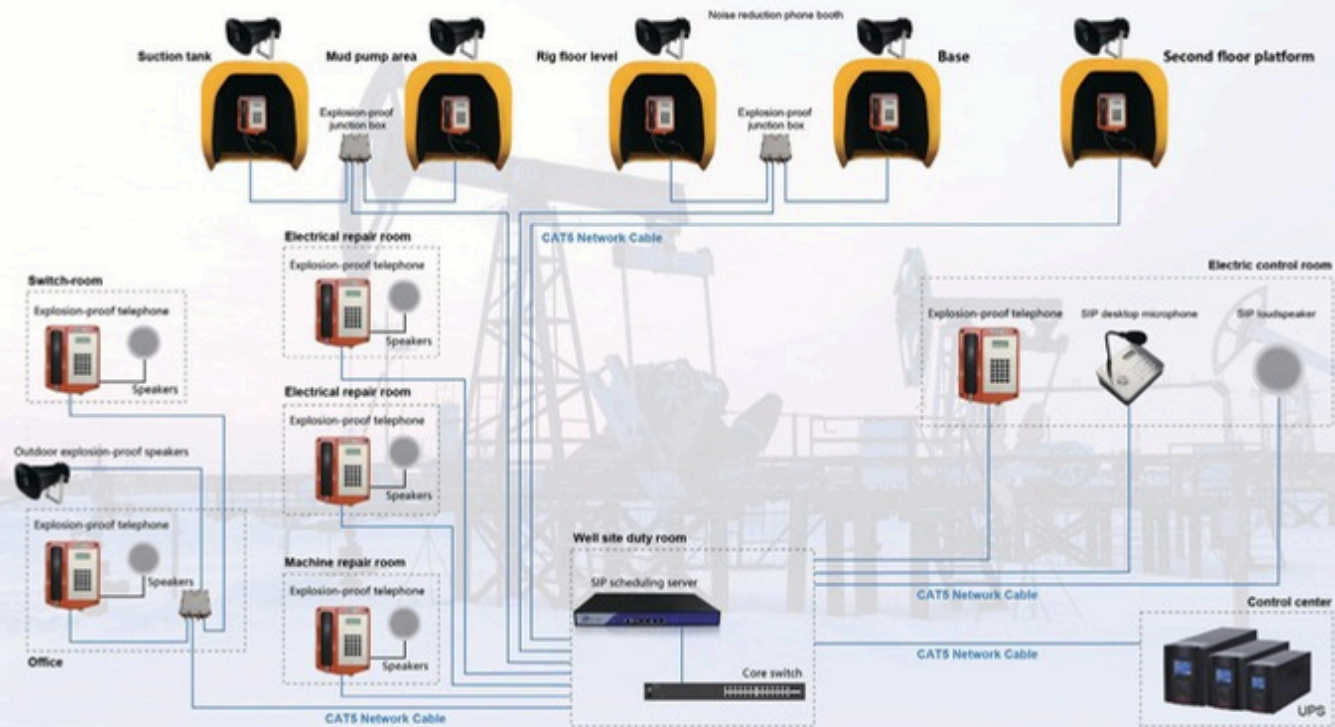 Noise reduction phone booth
Suction tank
Mud pump area
Rig floor level
Base
Second floor platform
Explosion-proof
junction box
Explosion-proof
junction box
CAT5 Network Cable
Electrical repair room
Explosion-proof telephone
Speakers
Electric control room
Explosion-proof telephone
SIP desktop microphone
SIP loudspeaker
Switch-room
Explosion-proof telephone
Speakers
Electrical repair room
Explosion-proof telephone
Speakers
Outdoor explosion-proof speakers
Explosion-proof telephone
Speakers
Office
Machine repair room
Explosion-proof telephone
Speakers
Well site duty room
SIP scheduling server
Core switch
CAT5 Network Cable
Control center
CAT5 Network Cable
UPS
CAT5 Network Cable